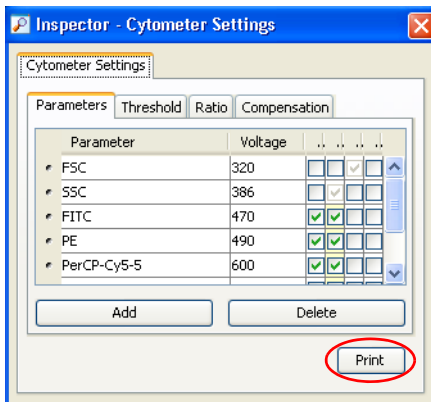 Inspector - Cytometer Settings
Cytometer Settings
Parameters Threshold Ratio Compensation
Parameter Voltage .. .. .. ..
FSC 320
SSC 386
FITC 470
PE 490
PerCP-Cy5-5 600
Add Delete
Print